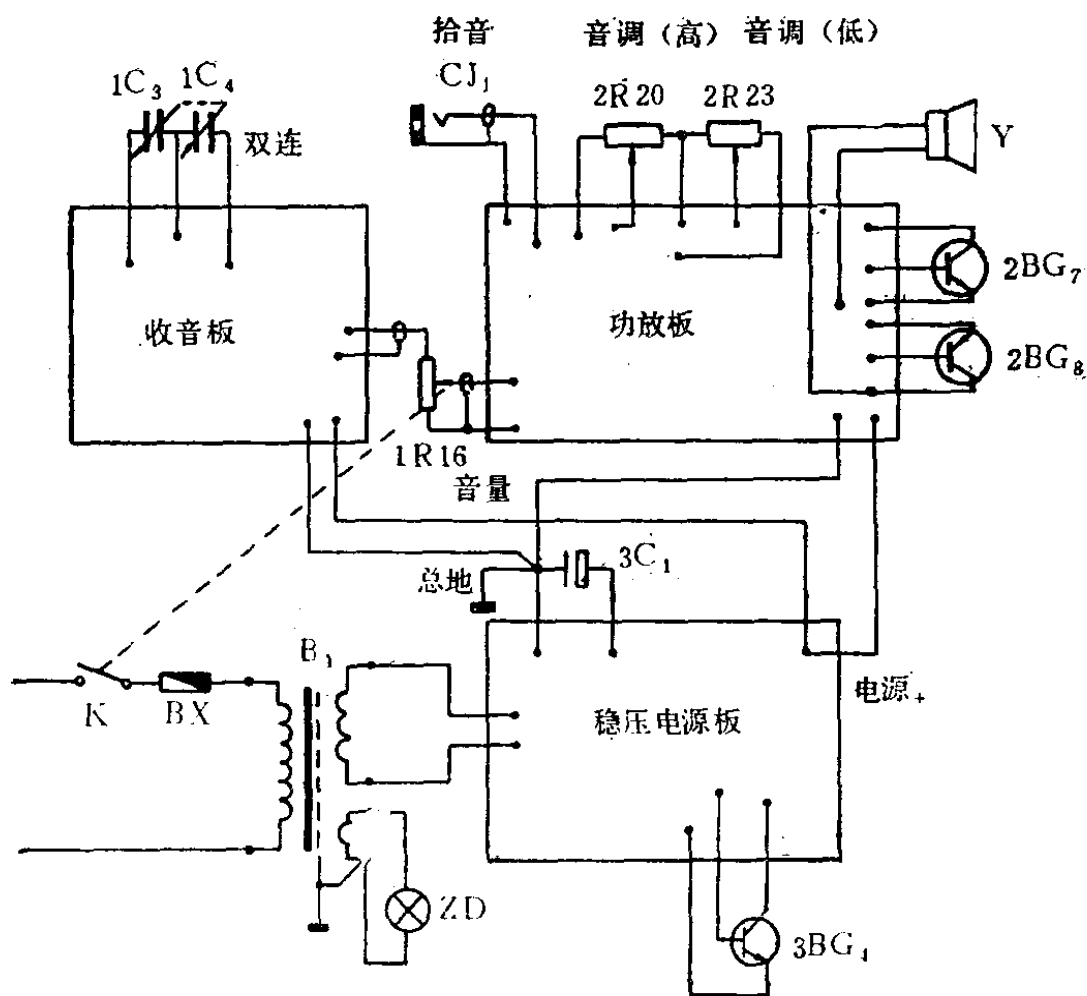 拾音 音调（高） 音调（低）
CJ₁
1C₃ 1C₄
2R20 2R23
双连
Y
2BG₇
收音板
功放板
2BG₈
1R16
音量
3C₁
总地
B₁
电源+
K BX
稳压电源板
ZD
3BG₁